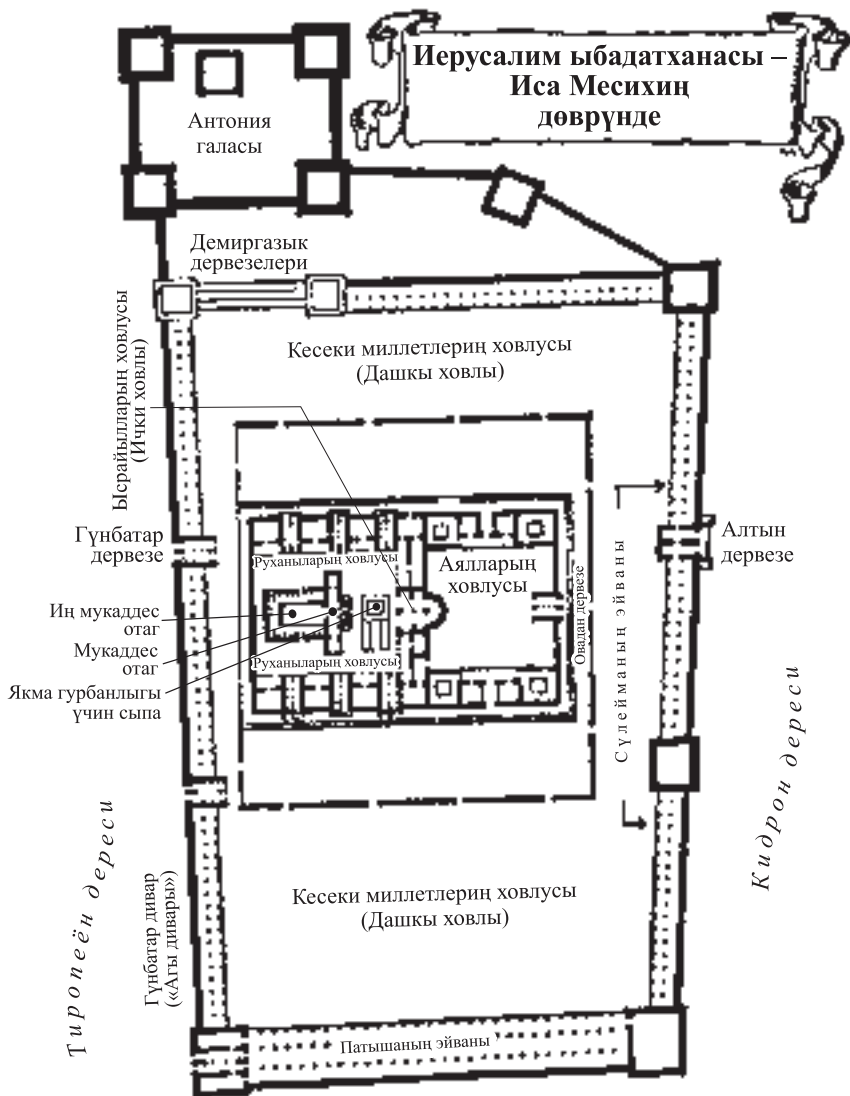 Иерусалим ыбадатханасы –
Иса Месихиң
дөврүнде
Антония
галасы
Демиргазык
дервезелери
Кесеки миллетлериң ховлусы
(Дашкы ховлы)
Ысрайылларың ховлусы
(Ички ховлы)
Гүнбатар
дервезе
Руханыларың ховлусы
Аялларың
ховлусы
Алтын
дервезе
Иң мукаддес
отаг
Мукаддес
отаг
Якма гурбанлыгы
үчин сыпа
Руханыларың ховлусы
Овадан дервезе
Сүлейманың эйваны
Кидрон дереси
Тиропеён дереси
Гүнбатар дивар
(«Агы дивары»)
Кесеки миллетлериң ховлусы
(Дашкы ховлы)
Патышаның эйваны